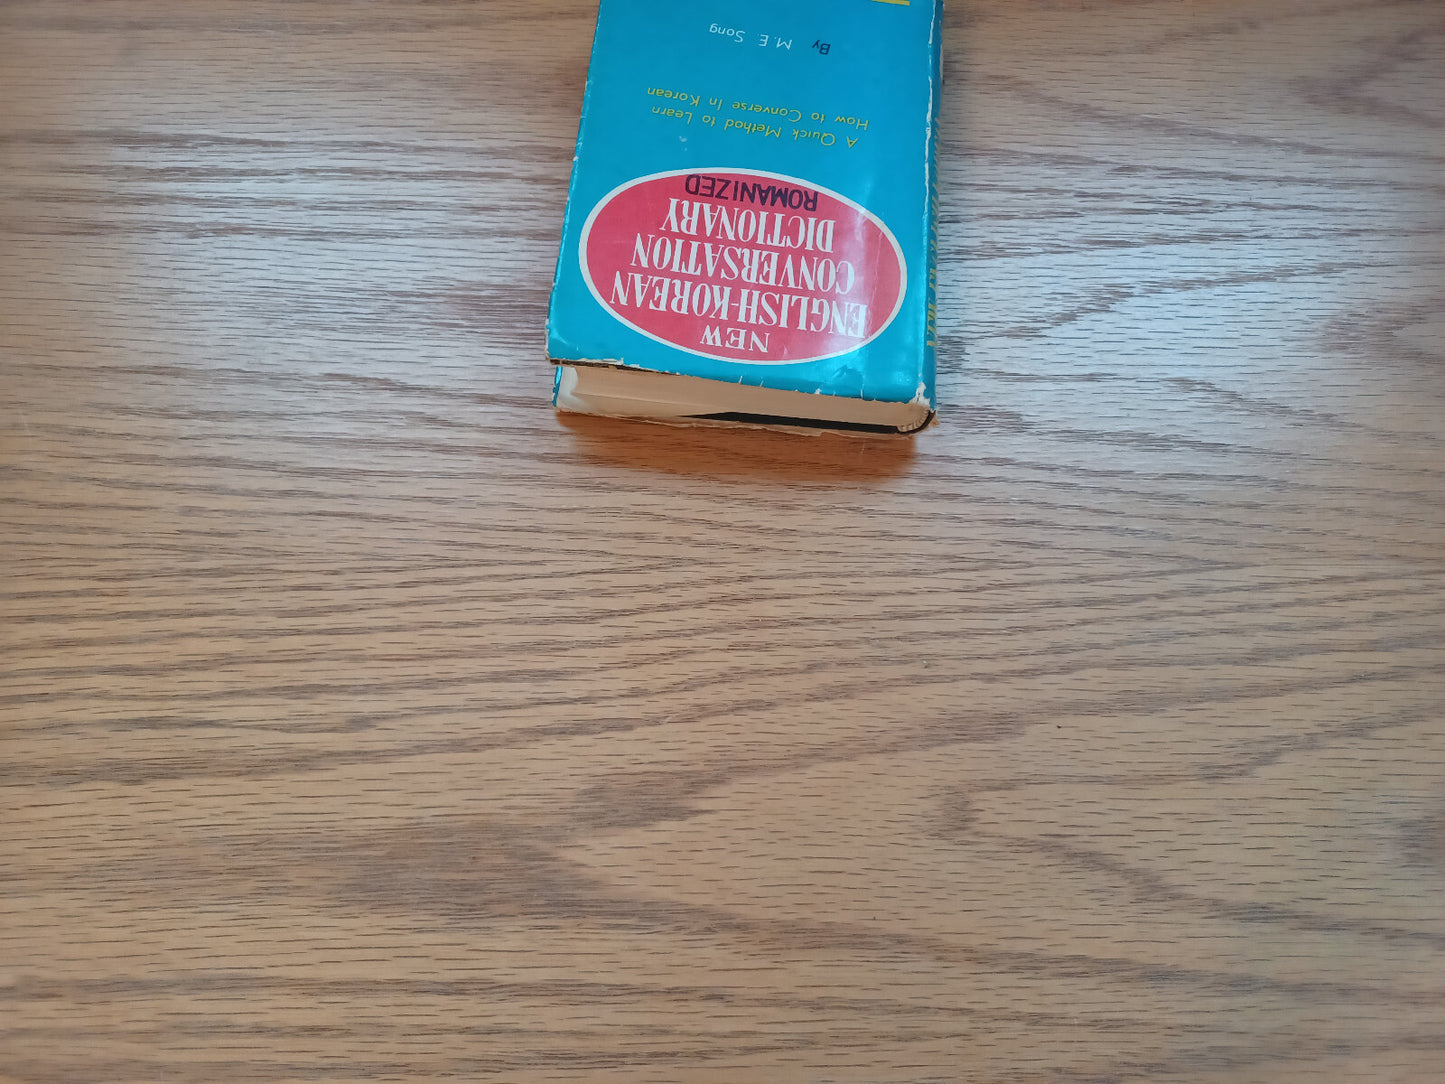 NEW
ENGLISH-KOREAN
CONVERSATION
DICTIONARY
ROMANIZED
A Quick Method to Learn
How to Converse In Korean
By M. E. Song